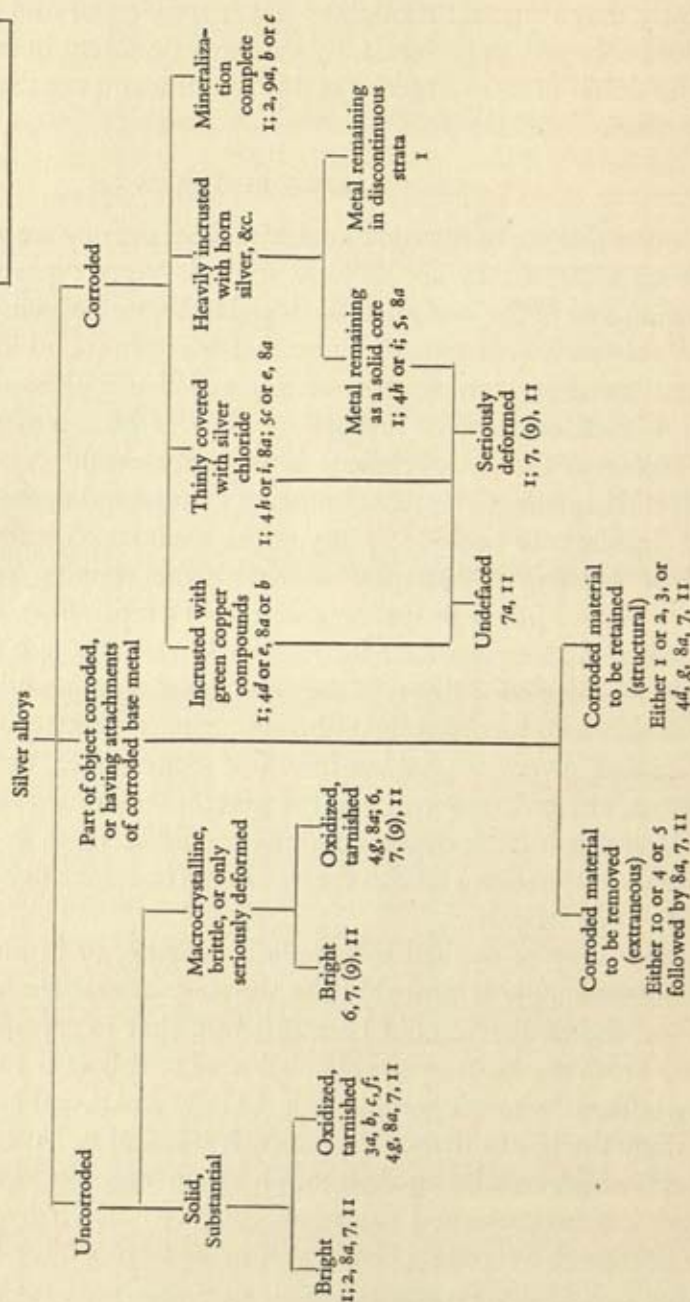 Silver alloys
Uncorroded
Part of object corroded,
or having attachments
of corroded base metal
Corroded
Solid,
Substantial
Macrocrystalline,
brittle, or only
seriously deformed
Incrusted with
green copper
compounds
1; 4d or e, 8a or b
Thinly covered
with silver
chloride
1; 4h or i, 8a; 5c or e, 8a
Heavily incrusted
with horn
silver, &c.
Mineraliza-
tion
complete
1; 2, 9a, b or c
Bright
1; 2, 8a, 7, 11
Oxidized,
tarnished
3a, b, c, f;
4g, 8a, 7, 11
Bright
6, 7, (9), 11
Oxidized,
tarnished
4g, 8a; 6,
7, (9), 11
Metal remaining
as a solid core
1; 4h or i; 5, 8a
Metal remaining
in discontinuous
strata
1
Undefaced
7a, 11
Seriously
deformed
1; 7, (9), 11
Corroded material
to be removed
(extraneous)
Either 10 or 4 or 5
followed by 8a, 7, 11
Corroded material
to be retained
(structural)
Either 1 or 2, 3, or
4d, g, 8a, 7, 11